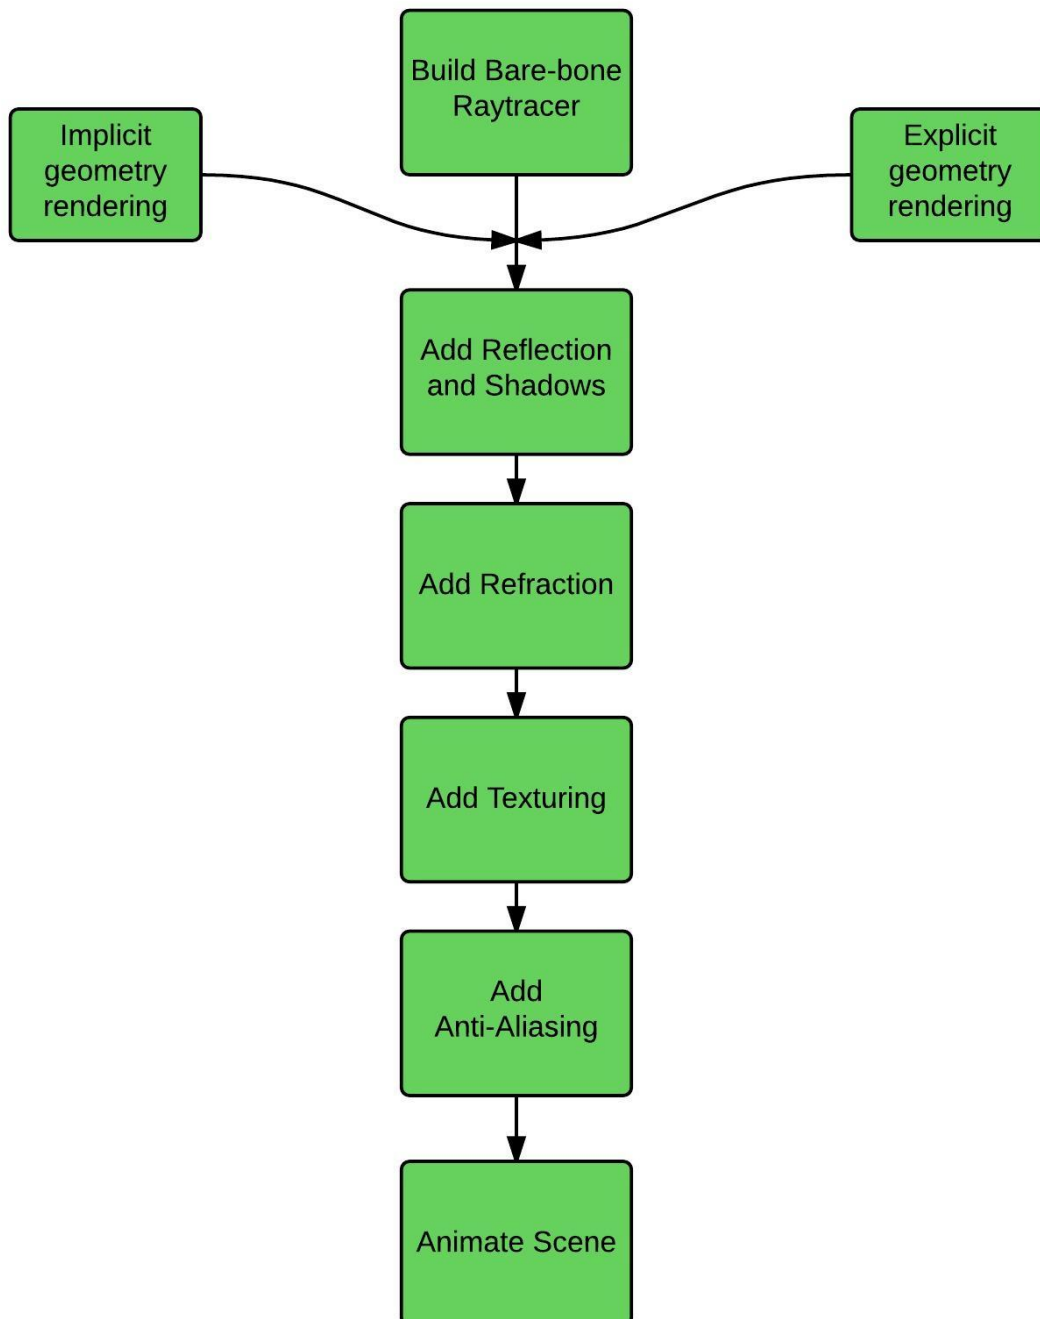 Build Bare-bone
Raytracer
Implicit
geometry
rendering
Explicit
geometry
rendering
Add Reflection
and Shadows
Add Refraction
Add Texturing
Add
Anti-Aliasing
Animate Scene